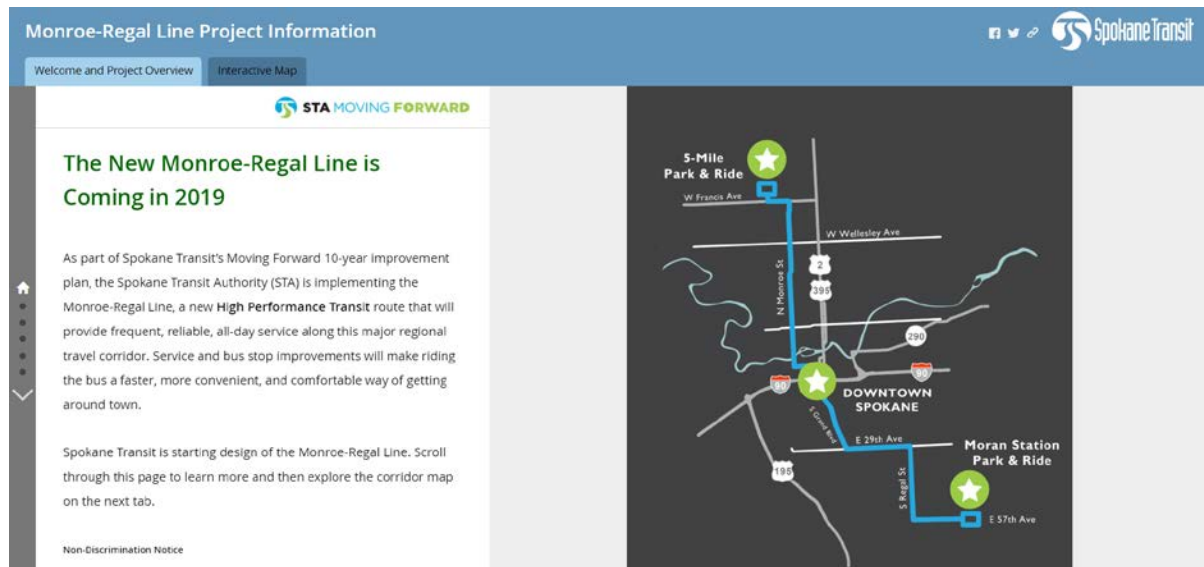 Monroe-Regal Line Project Information
Spokane Transit
Welcome and Project Overview
Interactive Map
STA MOVING FORWARD
The New Monroe-Regal Line is
Coming in 2019
As part of Spokane Transit's Moving Forward 10-year improvement
plan, the Spokane Transit Authority (STA) is implementing the
Monroe-Regal Line, a new High Performance Transit route that will
provide frequent, reliable, all-day service along this major regional
travel corridor. Service and bus stop improvements will make riding
the bus a faster, more convenient, and comfortable way of getting
around town.
Spokane Transit is starting design of the Monroe-Regal Line. Scroll
through this page to learn more and then explore the corridor map
on the next tab.
Non-Discrimination Notice
5-Mile
Park & Ride
W Francis Ave
W Wellesley Ave
2
395
N Monroe St
290
90
90
DOWNTOWN
SPOKANE
S Grand Blvd
E 29th Ave
Moran Station
Park & Ride
195
S Regal St
E 57th Ave